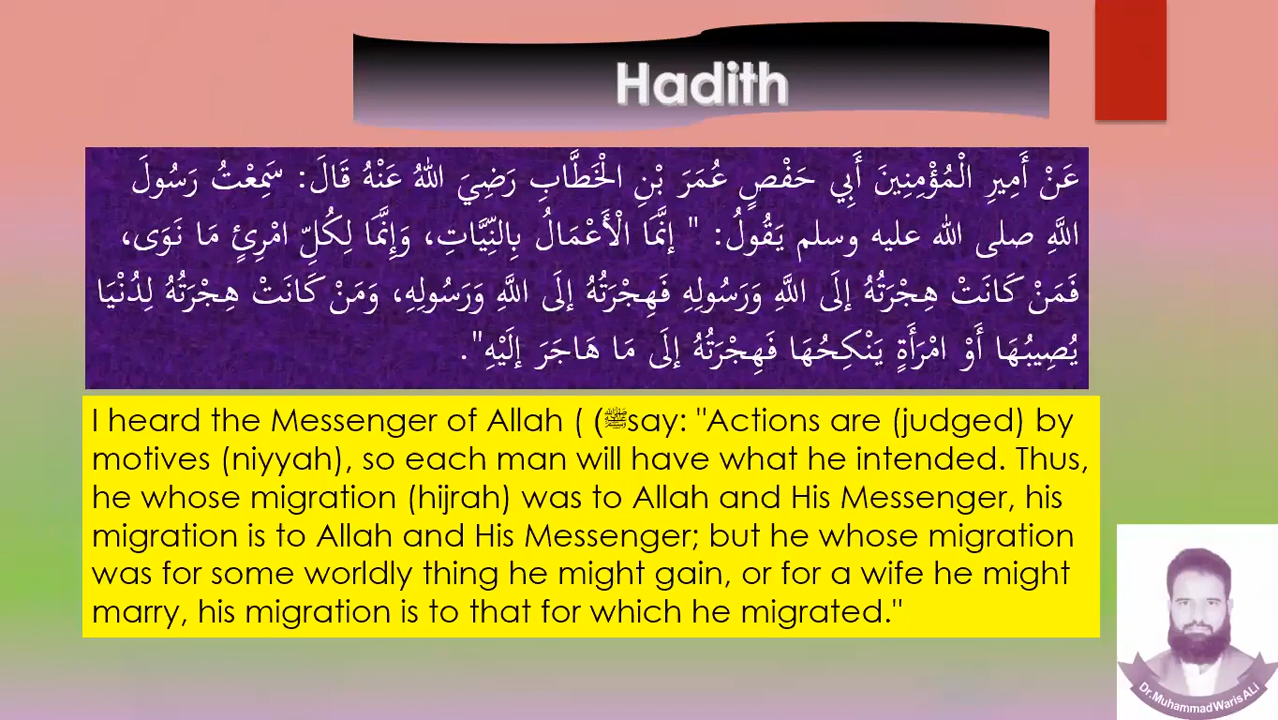 Hadith
عَنْ أَمِيرِ الْمُؤْمِنِينَ أَبِي حَفْصٍ عُمَرَ بْنِ الْخَطَّابِ رَضِيَ اللهُ عَنْهُ قَالَ: سَمِعْتُ رَسُولَ
اللَّهِ صلى الله عليه وسلم يَقُولُ: " إنَّمَا الْأَعْمَالُ بِالنِّيَّاتِ، وَإِنَّمَا لِكُلِّ امْرِئٍ مَا نَوَى،
فَمَنْ كَانَتْ هِجْرَتُهُ إلَى اللَّهِ وَرَسُولِهِ فَهِجْرَتُهُ إلَى اللَّهِ وَرَسُولِهِ، وَمَنْ كَانَتْ هِجْرَتُهُ لِدُنْيَا
يُصِيبُهَا أَوْ امْرَأَةٍ يَنْكِحُهَا فَهِجْرَتُهُ إلَى مَا هَاجَرَ إلَيْهِ".
I heard the Messenger of Allah ( (ﷺsay: "Actions are (judged) by
motives (niyyah), so each man will have what he intended. Thus,
he whose migration (hijrah) was to Allah and His Messenger, his
migration is to Allah and His Messenger; but he whose migration
was for some worldly thing he might gain, or for a wife he might
marry, his migration is to that for which he migrated."
Dr.MuhammadWarisALi